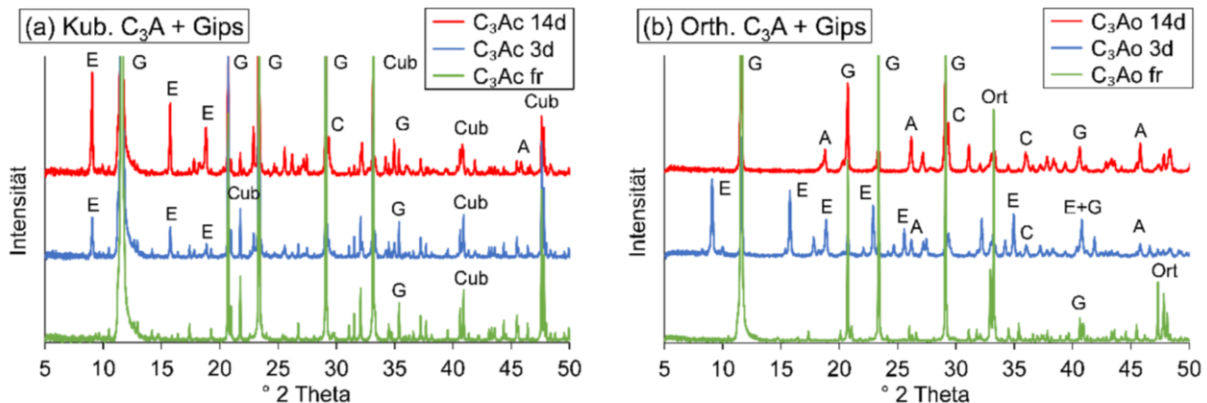 (a) Kub. C₃A + Gips
C₃Ac 14d
C₃Ac 3d
C₃Ac fr
E G E E G G G Cub Cub
C G Cub A
E E E Cub Cub
Cub G Cub
Intensität
5 10 15 20 25 30 35 40 45 50
° 2 Theta
(b) Orth. C₃A + Gips
C₃Ao 14d
C₃Ao 3d
C₃Ao fr
G G G G Ort
A A C C G A
E E E E E A E C E+G A
G Ort
Intensität
5 10 15 20 25 30 35 40 45 50
° 2 Theta